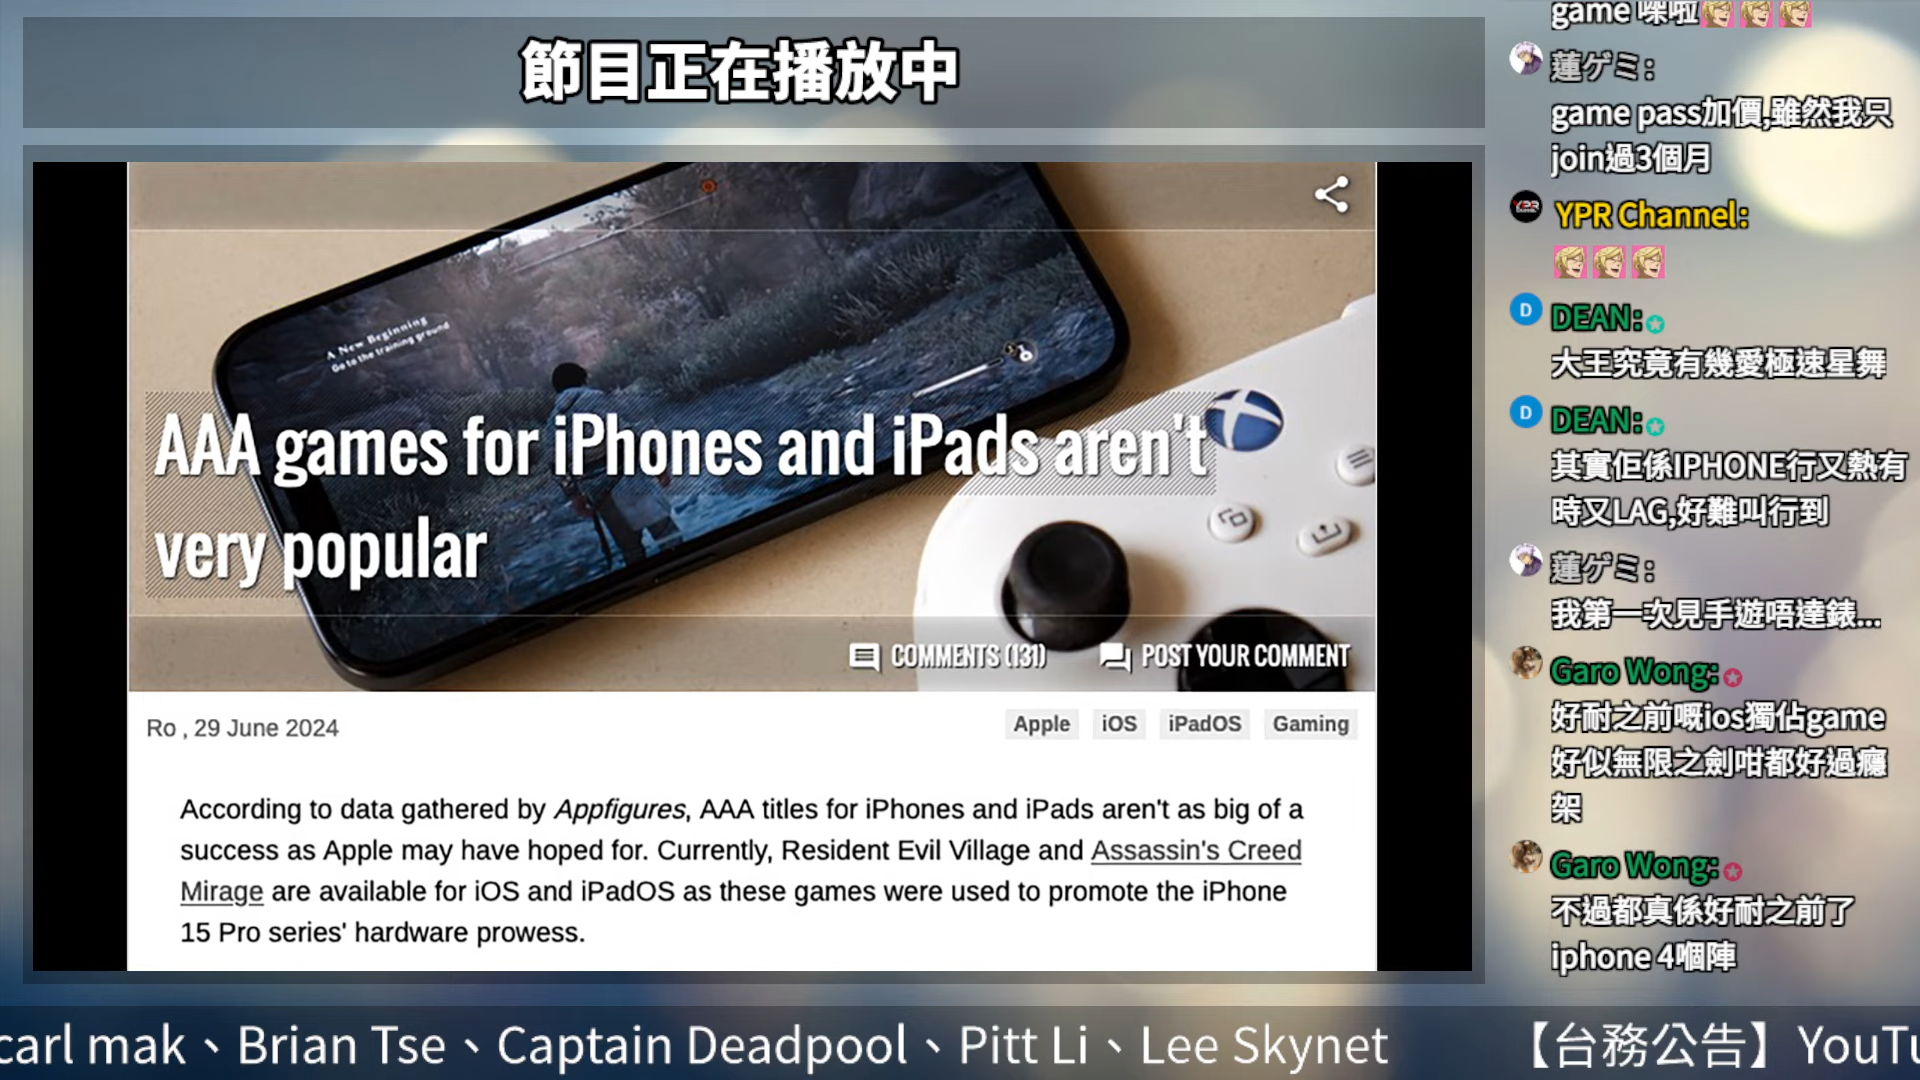 節目正在播放中
A New Beginning
Go to the training ground
AAA games for iPhones and iPads aren't
very popular
COMMENTS (131)
POST YOUR COMMENT
Ro , 29 June 2024
Apple
iOS
iPadOS
Gaming
According to data gathered by Appfigures, AAA titles for iPhones and iPads aren't as big of a
success as Apple may have hoped for. Currently, Resident Evil Village and Assassin's Creed
Mirage are available for iOS and iPadOS as these games were used to promote the iPhone
15 Pro series' hardware prowess.
game 㗎啦
蓮ゲミ:
game pass加價,雖然我只
join過3個月
YPR Channel:
D DEAN:
大王究竟有幾愛極速星舞
D DEAN:
其實佢係IPHONE行又熱有
時又LAG,好難叫行到
蓮ゲミ:
我第一次見手遊唔達錶...
Garo Wong:
好耐之前嘅ios獨佔game
好似無限之劍咁都好過癮
架
Garo Wong:
不過都真係好耐之前了
iphone 4嗰陣
carl mak、Brian Tse、Captain Deadpool、Pitt Li、Lee Skynet
【台務公告】YouTu